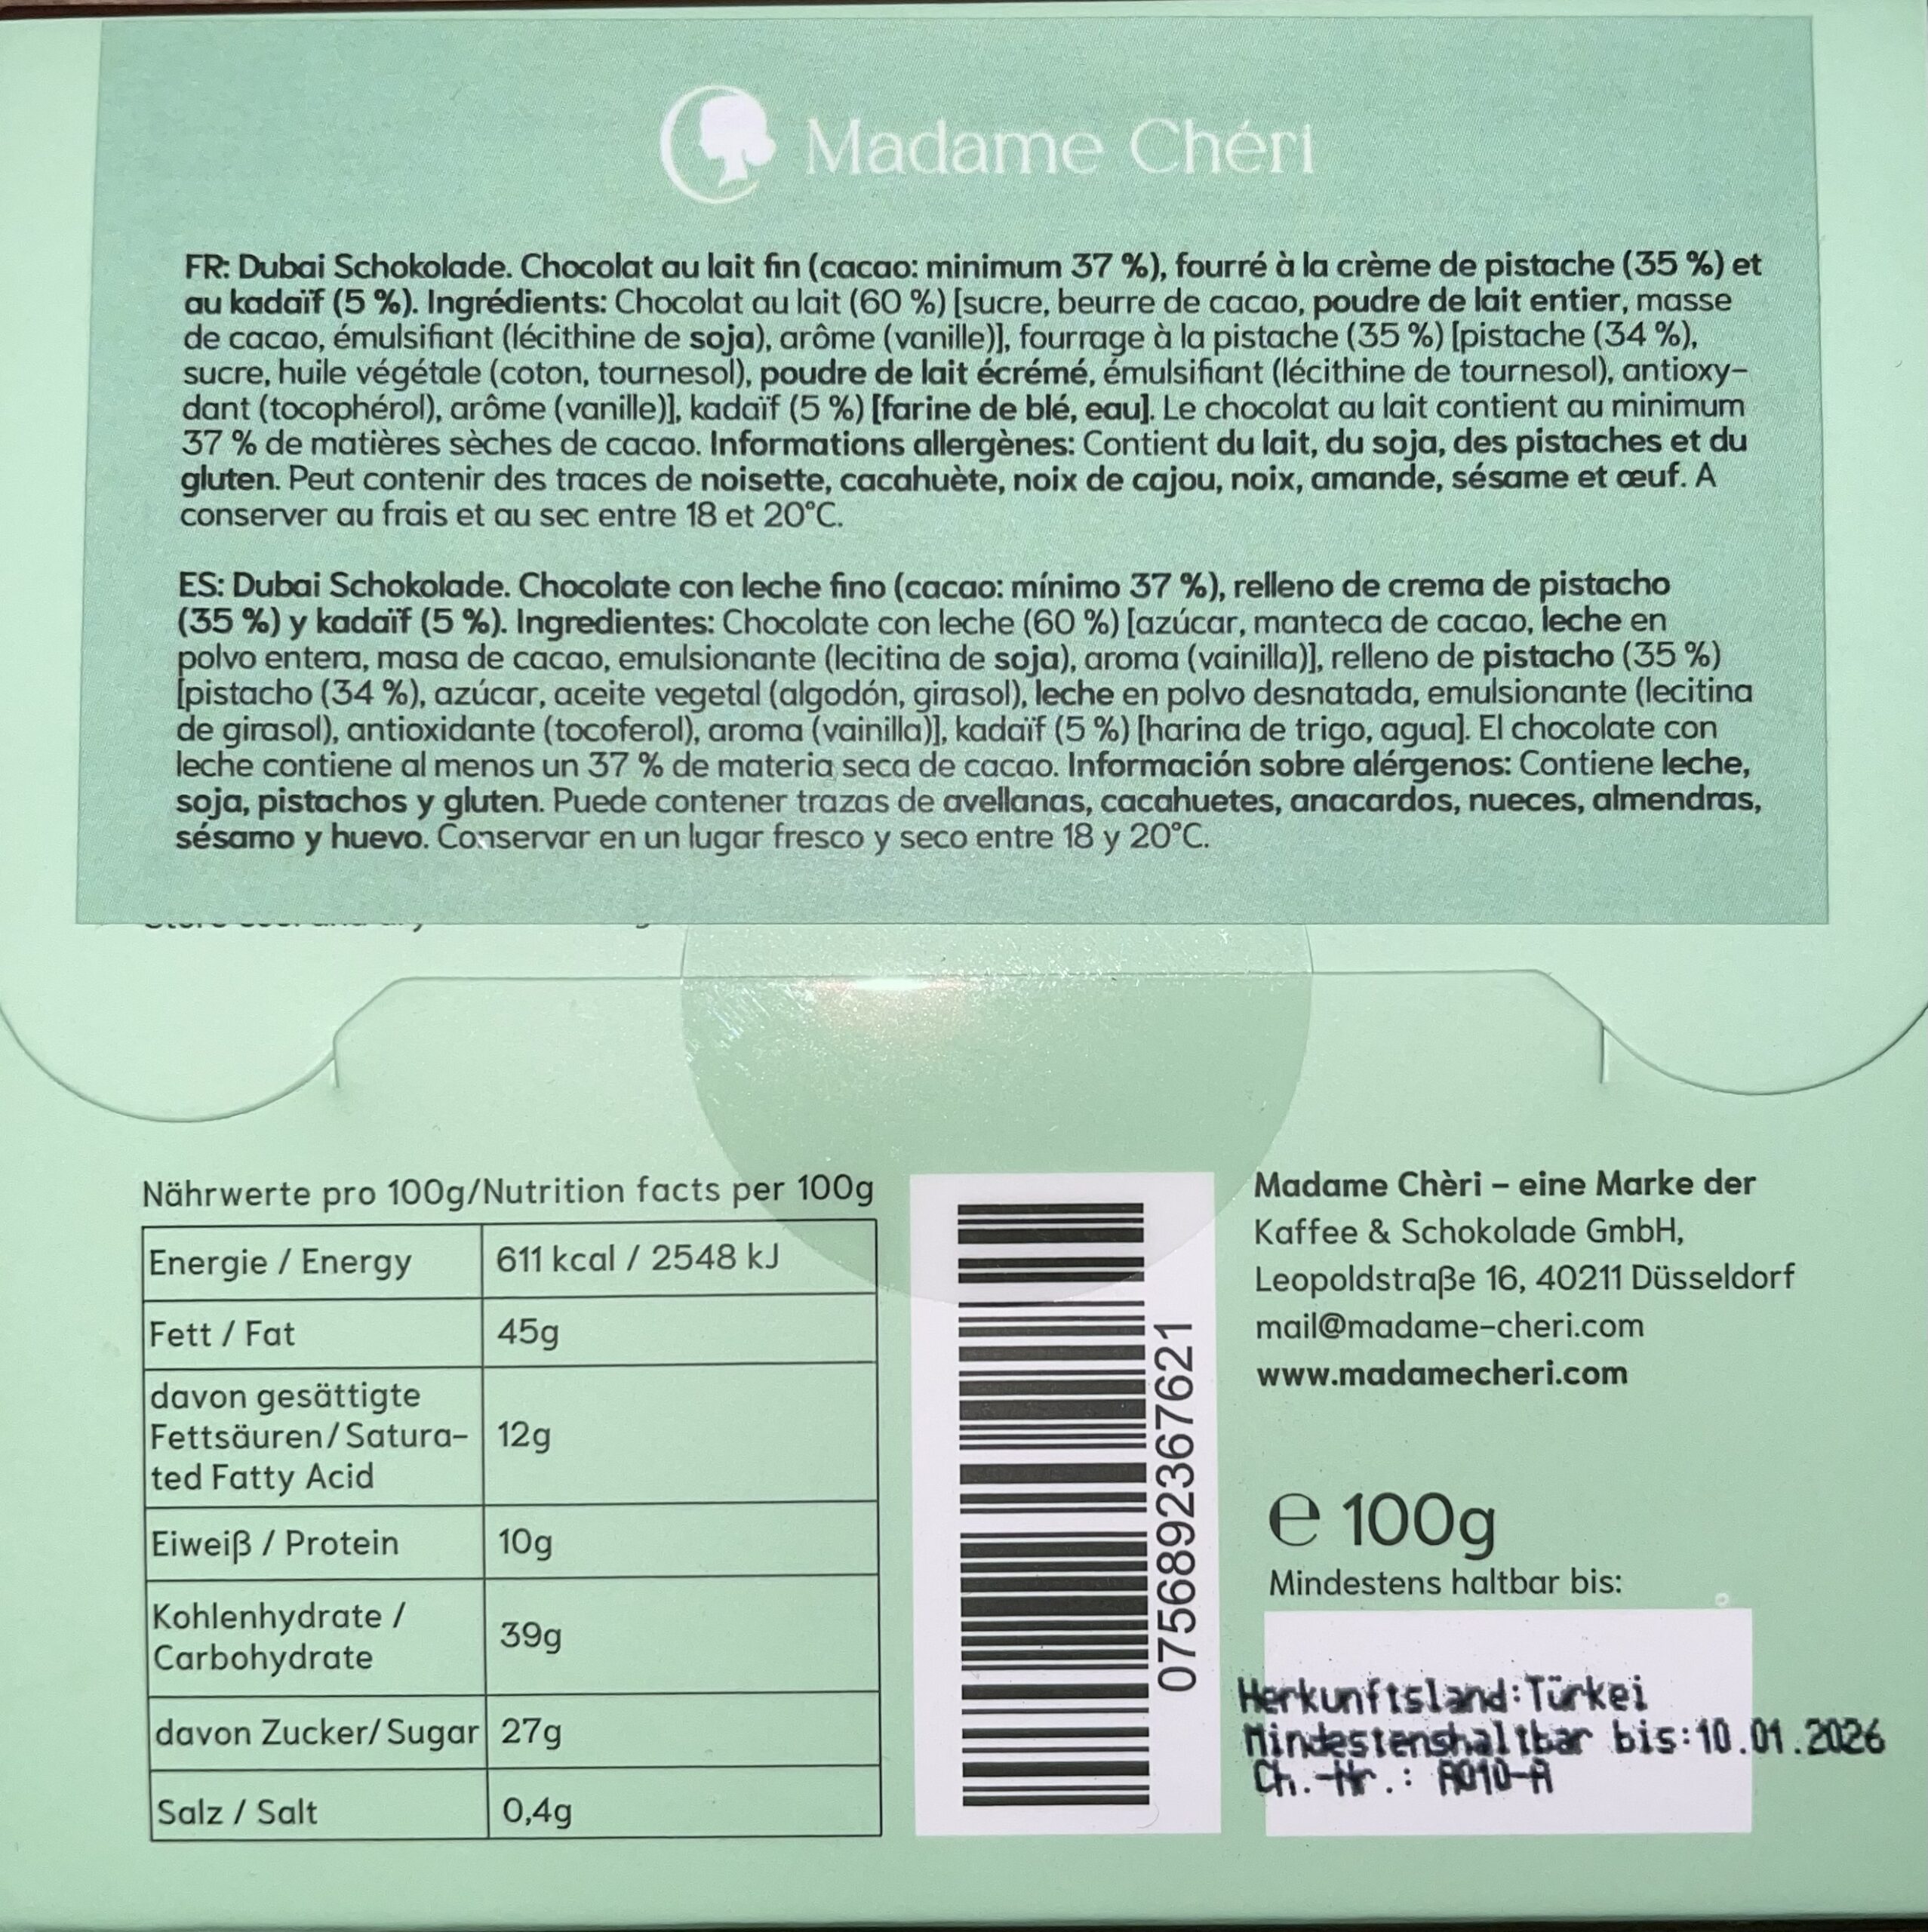 Madame Chéri
FR: Dubai Schokolade. Chocolat au lait fin (cacao: minimum 37 %), fourré à la crème de pistache (35 %) et
au kadaïf (5 %). Ingrédients: Chocolat au lait (60 %) [sucre, beurre de cacao, poudre de lait entier, masse
de cacao, émulsifiant (lécithine de soja), arôme (vanille)], fourrage à la pistache (35 %) [pistache (34 %),
sucre, huile végétale (coton, tournesol), poudre de lait écrémé, émulsifiant (lécithine de tournesol), antioxy-
dant (tocophérol), arôme (vanille)], kadaïf (5 %) [farine de blé, eau]. Le chocolat au lait contient au minimum
37 % de matières sèches de cacao. Informations allergènes: Contient du lait, du soja, des pistaches et du
gluten. Peut contenir des traces de noisette, cacahuète, noix de cajou, noix, amande, sésame et œuf. A
conserver au frais et au sec entre 18 et 20°C.
ES: Dubai Schokolade. Chocolate con leche fino (cacao: mínimo 37 %), relleno de crema de pistacho
(35 %) y kadaïf (5 %). Ingredientes: Chocolate con leche (60 %) [azúcar, manteca de cacao, leche en
polvo entera, masa de cacao, emulsionante (lecitina de soja), aroma (vainilla)], relleno de pistacho (35 %)
[pistacho (34 %), azúcar, aceite vegetal (algodón, girasol), leche en polvo desnatada, emulsionante (lecitina
de girasol), antioxidante (tocoferol), aroma (vainilla)], kadaïf (5 %) [harina de trigo, agua]. El chocolate con
leche contiene al menos un 37 % de materia seca de cacao. Información sobre alérgenos: Contiene leche,
soja, pistachos y gluten. Puede contener trazas de avellanas, cacahuetes, anacardos, nueces, almendras,
sésamo y huevo. Conservar en un lugar fresco y seco entre 18 y 20°C.
Nährwerte pro 100g/Nutrition facts per 100g
Energie / Energy 611 kcal / 2548 kJ
Fett / Fat 45g
davon gesättigte
Fettsäuren/Satura- 12g
ted Fatty Acid
Eiweiß / Protein 10g
Kohlenhydrate /
Carbohydrate 39g
davon Zucker/Sugar 27g
Salz / Salt 0,4g
0756892367621
Madame Chèri – eine Marke der
Kaffee & Schokolade GmbH,
Leopoldstraße 16, 40211 Düsseldorf
mail@madame-cheri.com
www.madamecheri.com
e 100g
Mindestens haltbar bis:
Herkunftsland:Türkei
Mindestenshaltbar bis:10.01.2026
Ch.-Nr.: A010-A